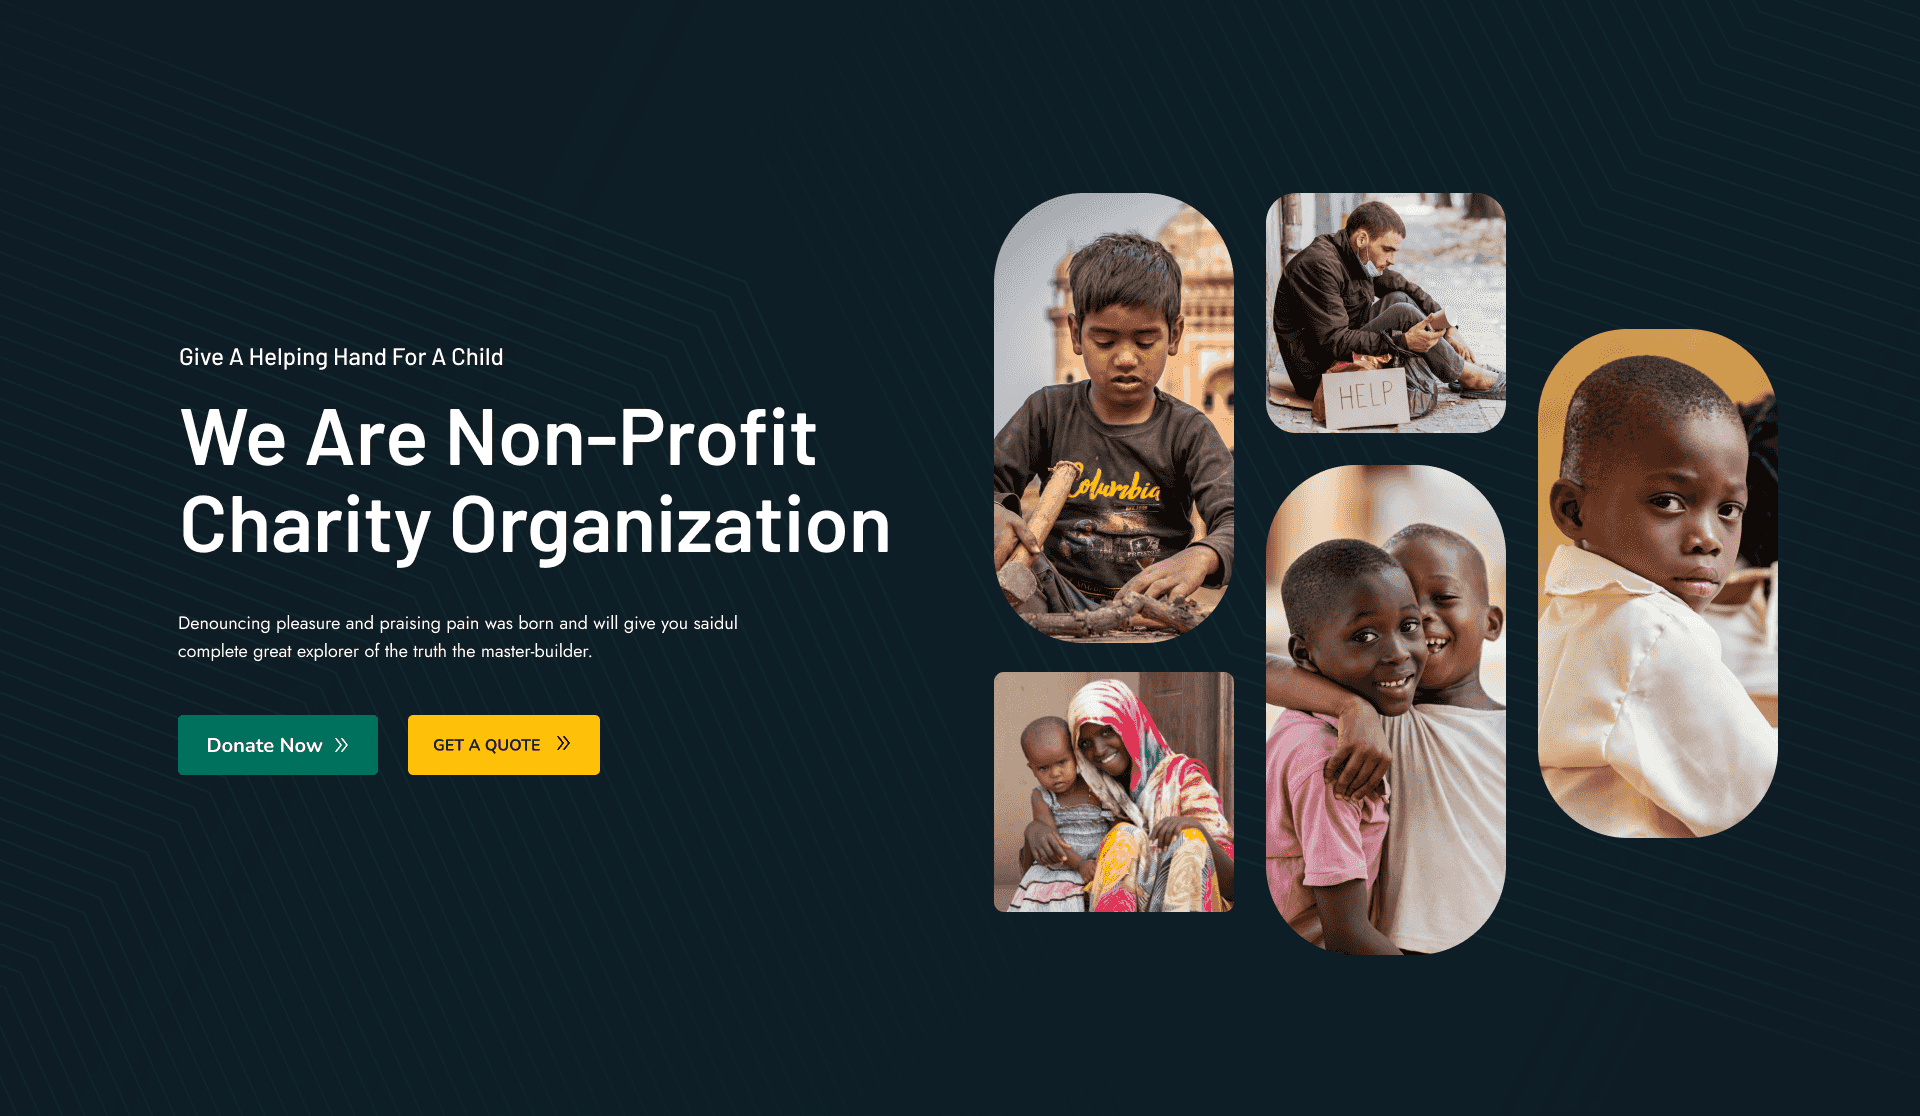 Give A Helping Hand For A Child
We Are Non-Profit
Charity Organization
Denouncing pleasure and praising pain was born and will give you saidul
complete great explorer of the truth the master-builder.
Donate Now
GET A QUOTE
Columbia
HELP